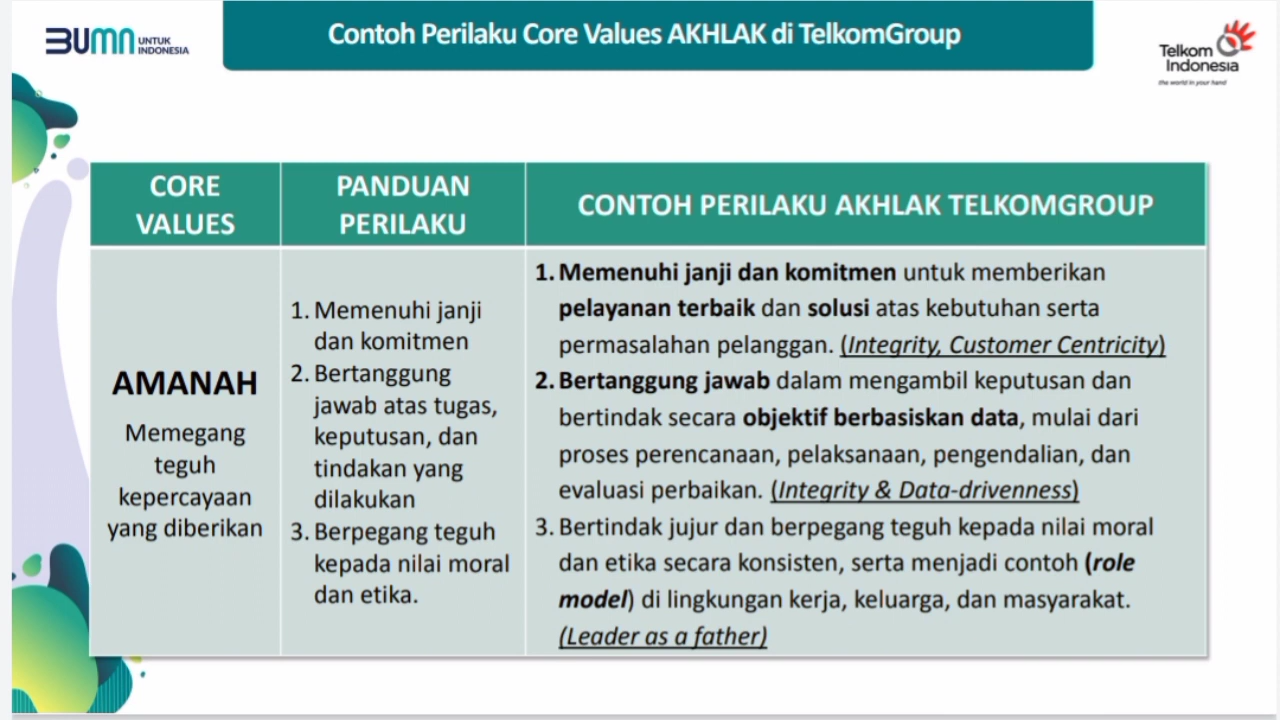 BUMN UNTUK
INDONESIA
Contoh Perilaku Core Values AKHLAK di TelkomGroup
Telkom
Indonesia
the world in your hand
CORE
VALUES
PANDUAN
PERILAKU
CONTOH PERILAKU AKHLAK TELKOMGROUP
AMANAH
Memegang
teguh
kepercayaan
yang diberikan
1. Memenuhi janji
dan komitmen
2. Bertanggung
jawab atas tugas,
keputusan, dan
tindakan yang
dilakukan
3. Berpegang teguh
kepada nilai moral
dan etika.
1. Memenuhi janji dan komitmen untuk memberikan
pelayanan terbaik dan solusi atas kebutuhan serta
permasalahan pelanggan. (Integrity, Customer Centricity)
2. Bertanggung jawab dalam mengambil keputusan dan
bertindak secara objektif berbasiskan data, mulai dari
proses perencanaan, pelaksanaan, pengendalian, dan
evaluasi perbaikan. (Integrity & Data-drivenness)
3. Bertindak jujur dan berpegang teguh kepada nilai moral
dan etika secara konsisten, serta menjadi contoh (role
model) di lingkungan kerja, keluarga, dan masyarakat.
(Leader as a father)